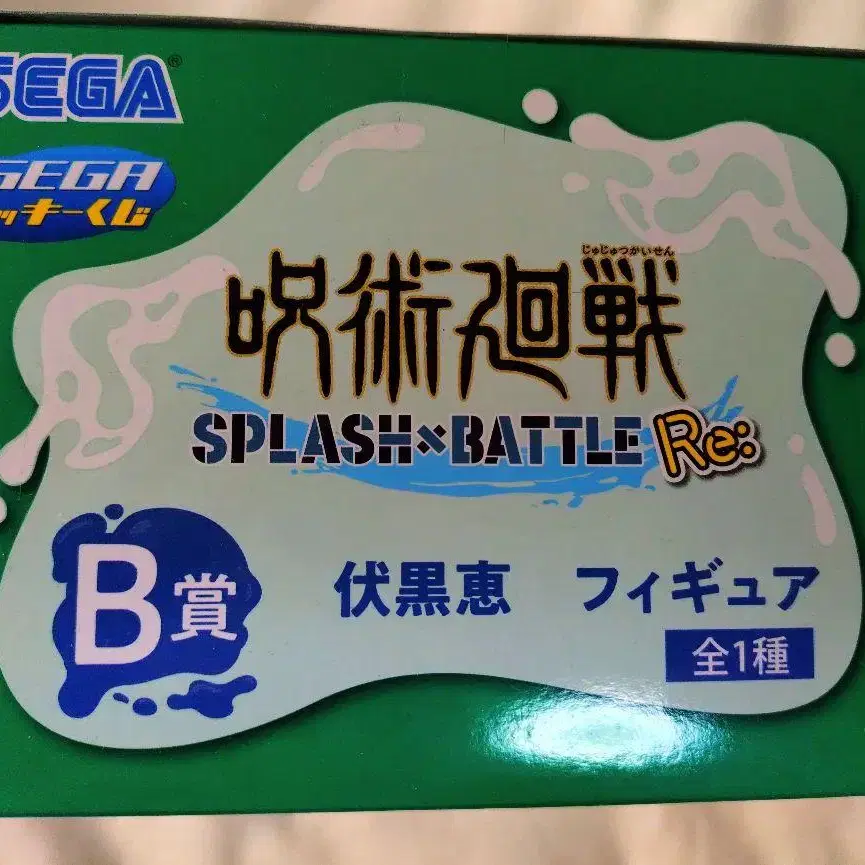 SEGA®
SEGA
ッキーくじ
じゅじゅつかいせん
呪術廻戦
SPLASH×BATTLE Re:
B賞
伏黒恵 フィギュア
全1種